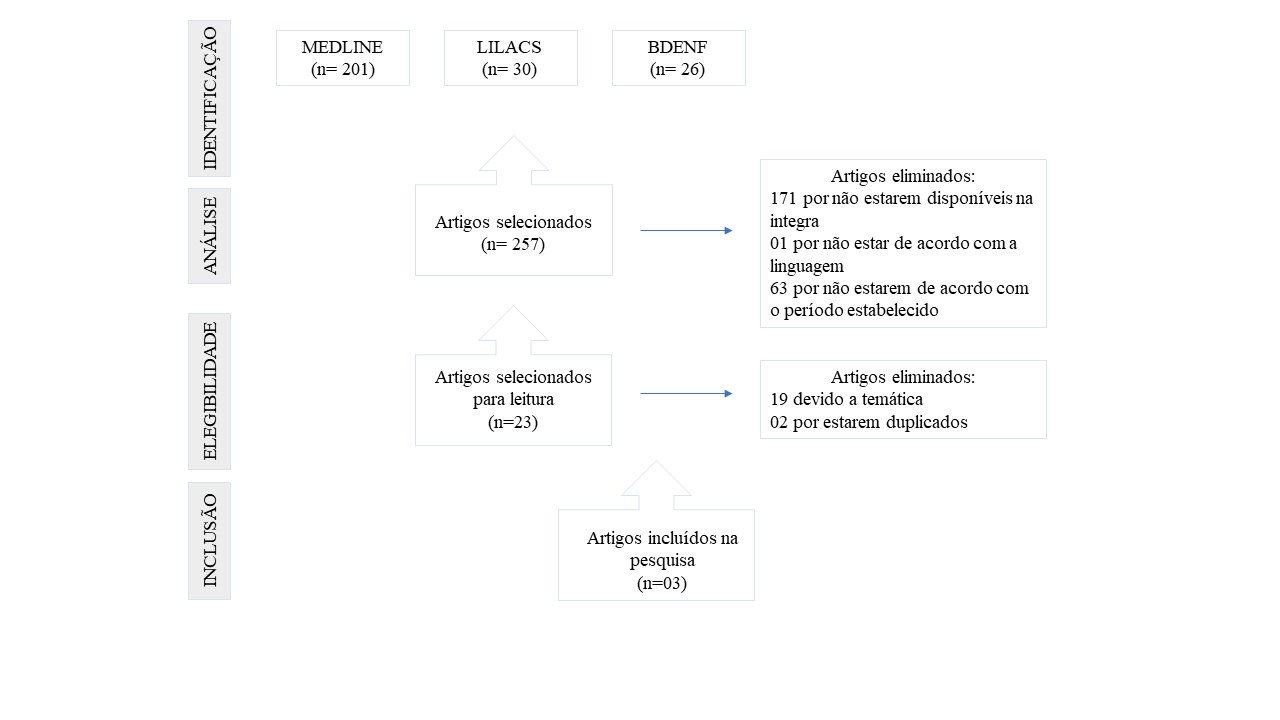 IDENTIFICAÇÃO
MEDLINE
(n= 201)
LILACS
(n= 30)
BDENF
(n= 26)
ANÁLISE
Artigos selecionados
(n= 257)
Artigos eliminados:
171 por não estarem disponíveis na
integra
01 por não estar de acordo com a
linguagem
63 por não estarem de acordo com
o período estabelecido
ELEGIBILIDADE
Artigos selecionados
para leitura
(n=23)
Artigos eliminados:
19 devido a temática
02 por estarem duplicados
INCLUSÃO
Artigos incluídos na
pesquisa
(n=03)